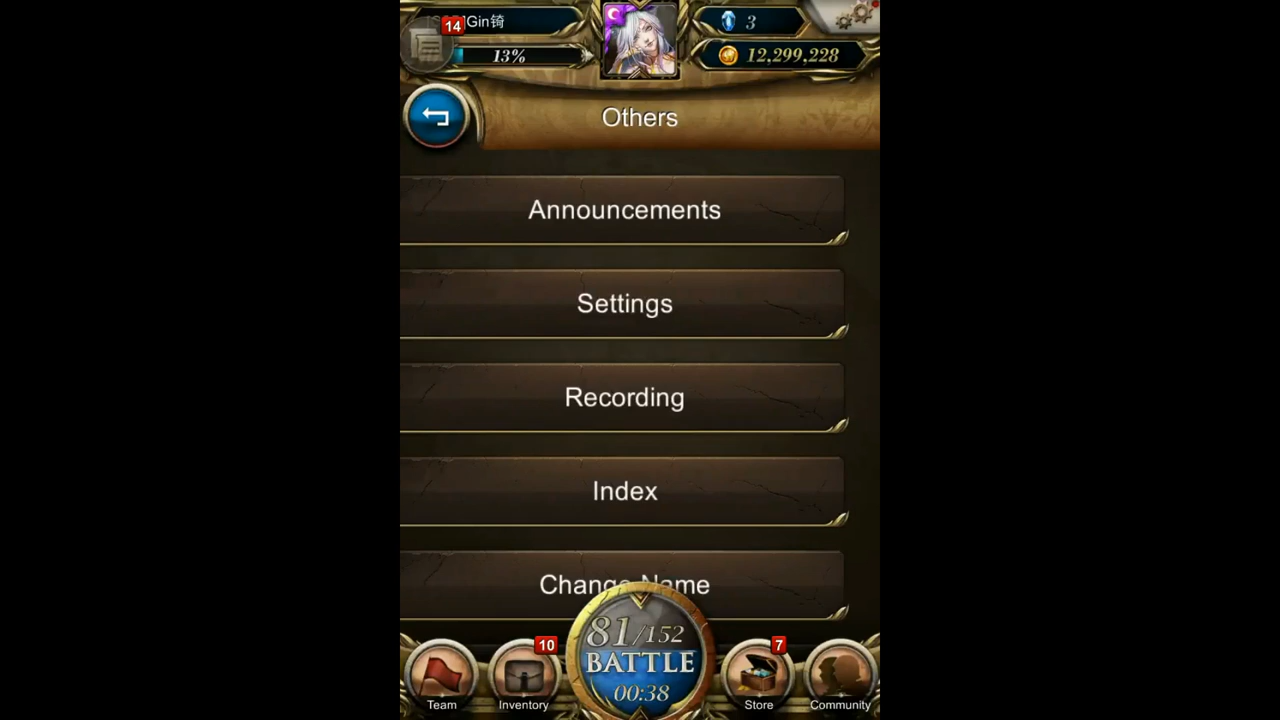 Gin锜
14
13%
3
12,299,228
Others
Announcements
Settings
Recording
Index
Change Name
81/152
BATTLE
00:38
10
7
Team
Inventory
Store
Community